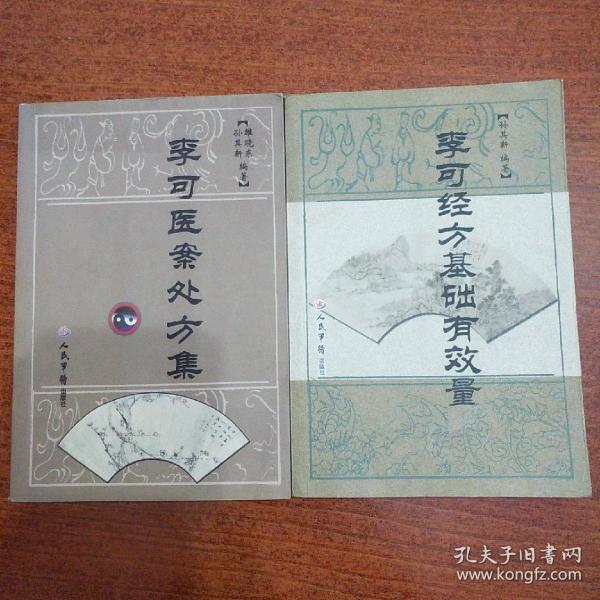 【雒晓东
孙其新 编著】
李可医案处方集
人民军医出版社
【孙其新 编著】
李可经方基础有效量
人民军医出版社
孔夫子旧书网
www.kongfz.com